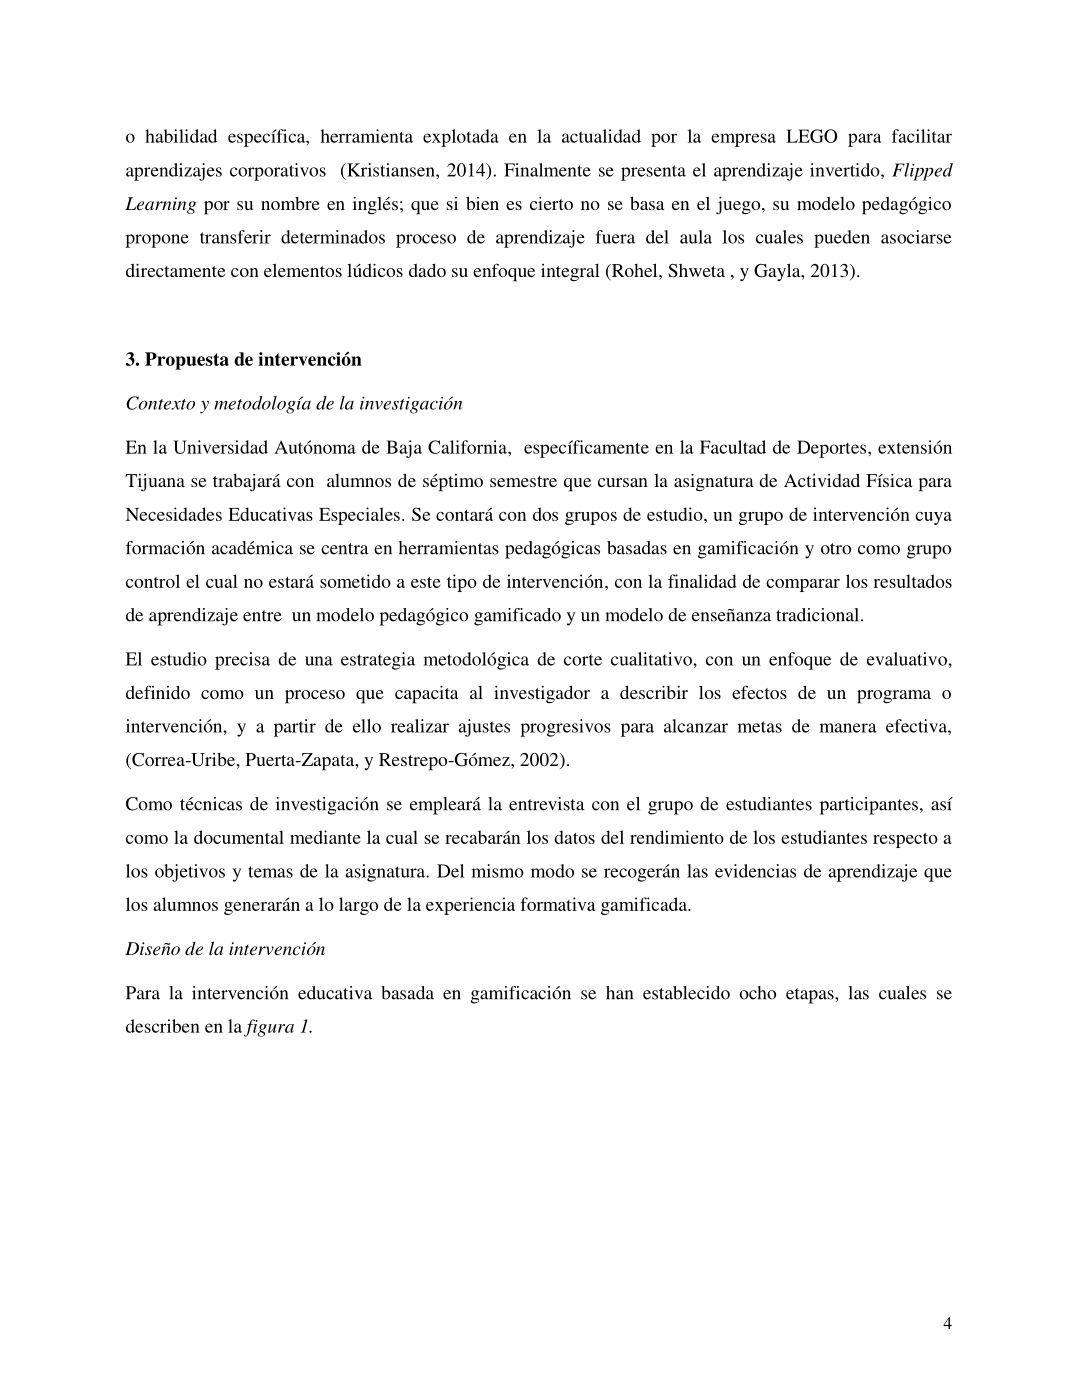 o habilidad específica, herramienta explotada en la actualidad por la empresa LEGO para facilitar
aprendizajes corporativos  (Kristiansen, 2014). Finalmente se presenta el aprendizaje invertido, Flipped
Learning por su nombre en inglés; que si bien es cierto no se basa en el juego, su modelo pedagógico
propone transferir determinados proceso de aprendizaje fuera del aula los cuales pueden asociarse
directamente con elementos lúdicos dado su enfoque integral (Rohel, Shweta , y Gayla, 2013).
3. Propuesta de intervención
Contexto y metodología de la investigación
En la Universidad Autónoma de Baja California,  específicamente en la Facultad de Deportes, extensión
Tijuana se trabajará con  alumnos de séptimo semestre que cursan la asignatura de Actividad Física para
Necesidades Educativas Especiales. Se contará con dos grupos de estudio, un grupo de intervención cuya
formación académica se centra en herramientas pedagógicas basadas en gamificación y otro como grupo
control el cual no estará sometido a este tipo de intervención, con la finalidad de comparar los resultados
de aprendizaje entre  un modelo pedagógico gamificado y un modelo de enseñanza tradicional.
El estudio precisa de una estrategia metodológica de corte cualitativo, con un enfoque de evaluativo,
definido como un proceso que capacita al investigador a describir los efectos de un programa o
intervención, y a partir de ello realizar ajustes progresivos para alcanzar metas de manera efectiva,
(Correa-Uribe, Puerta-Zapata, y Restrepo-Gómez, 2002).
Como técnicas de investigación se empleará la entrevista con el grupo de estudiantes participantes, así
como la documental mediante la cual se recabarán los datos del rendimiento de los estudiantes respecto a
los objetivos y temas de la asignatura. Del mismo modo se recogerán las evidencias de aprendizaje que
los alumnos generarán a lo largo de la experiencia formativa gamificada.
Diseño de la intervención
Para la intervención educativa basada en gamificación se han establecido ocho etapas, las cuales se
describen en la figura 1.
4